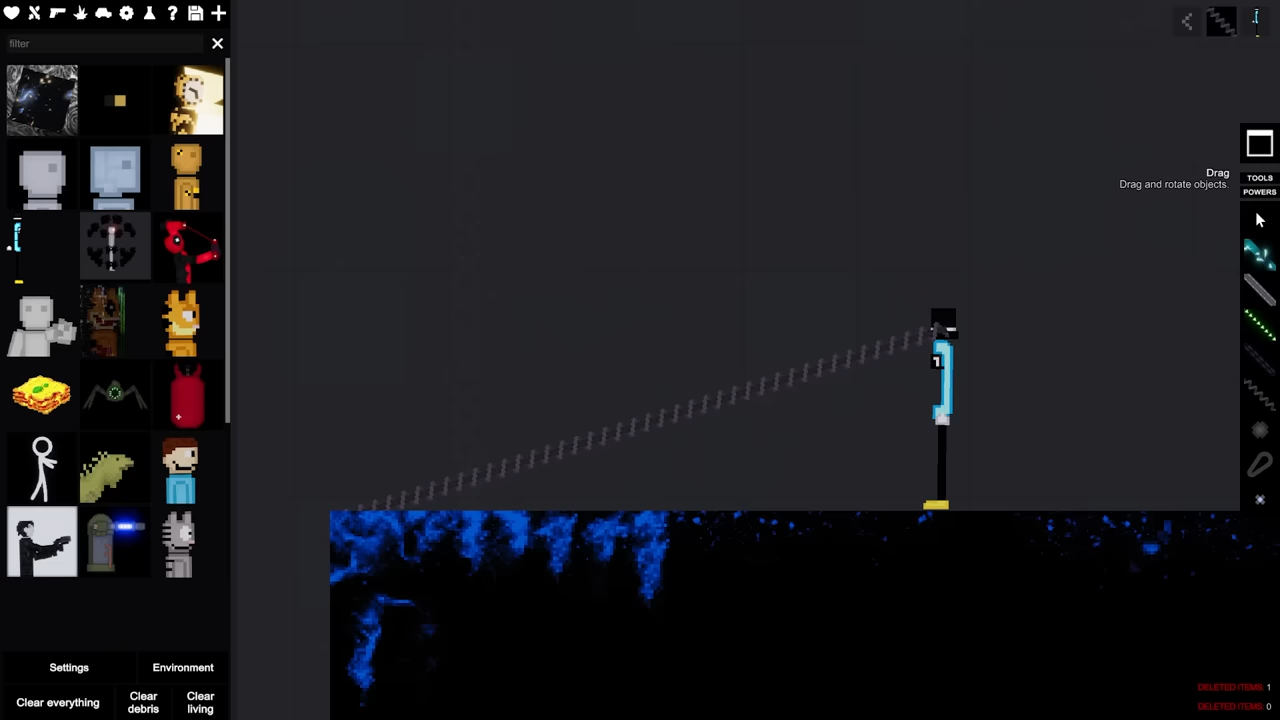 filter
Drag
Drag and rotate objects.
TOOLS
POWERS
1
Settings
Environment
Clear everything
Clear debris
Clear living
DELETED ITEMS: 1
DELETED ITEMS: 0